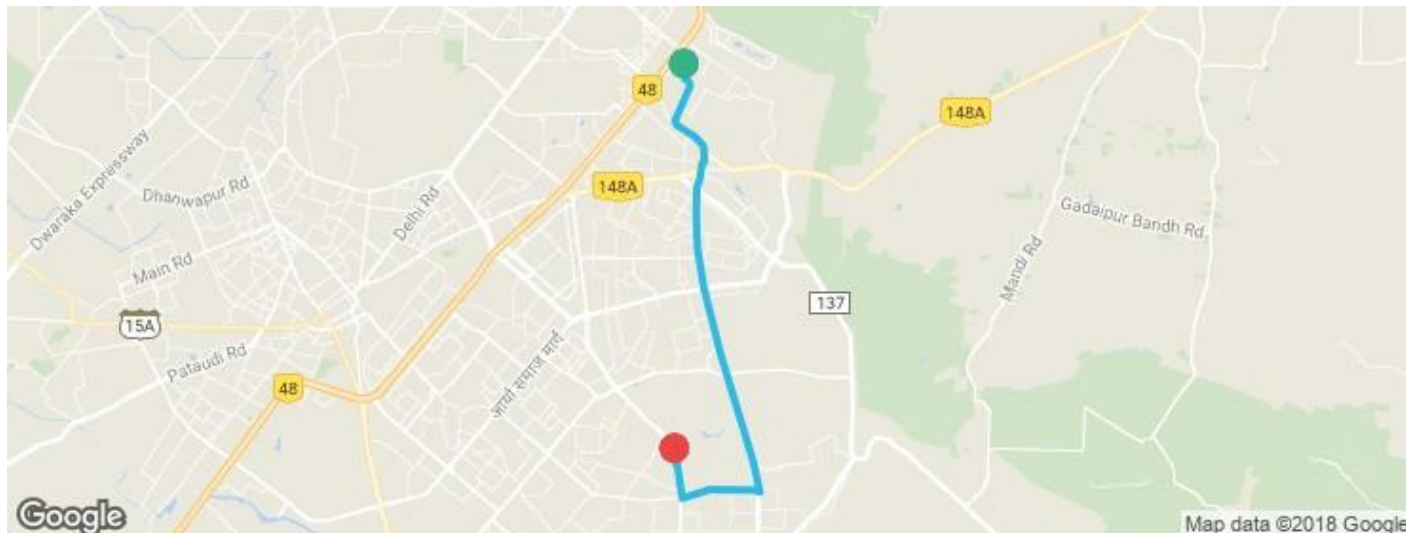 48
148A
148A
Dwaraka Expressway
Dhanwapur Rd
Delhi Rd
Gadaipur Bandh Rd
Main Rd
Mandi Rd
137
15A
Pataudi Rd
आर्य समाज मार्ग
48
Google
Map data ©2018 Google